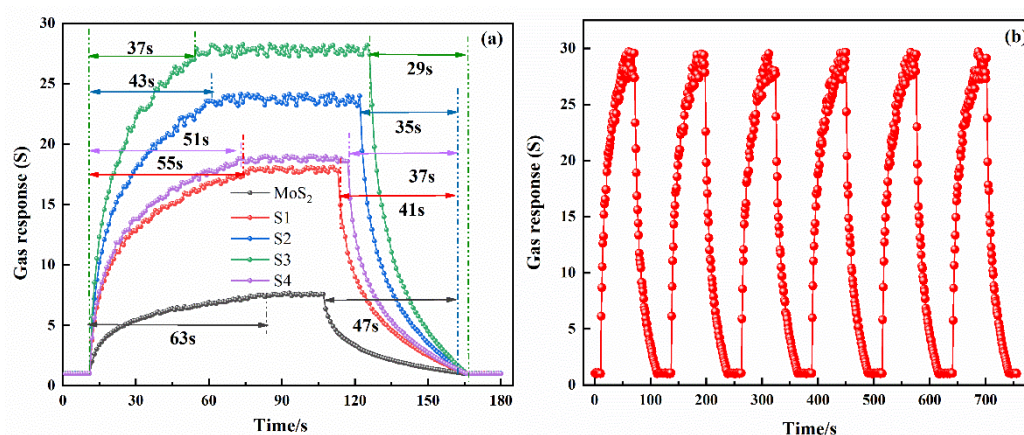 30
25
20
15
10
5
0
Gas response (S)
(a)
37s
29s
43s
35s
51s
55s
37s
41s
MoS₂
S1
S2
S3
S4
63s
47s
0 30 60 90 120 150 180
Time/s
30
25
20
15
10
5
0
Gas response (S)
(b)
0 100 200 300 400 500 600 700
Time/s